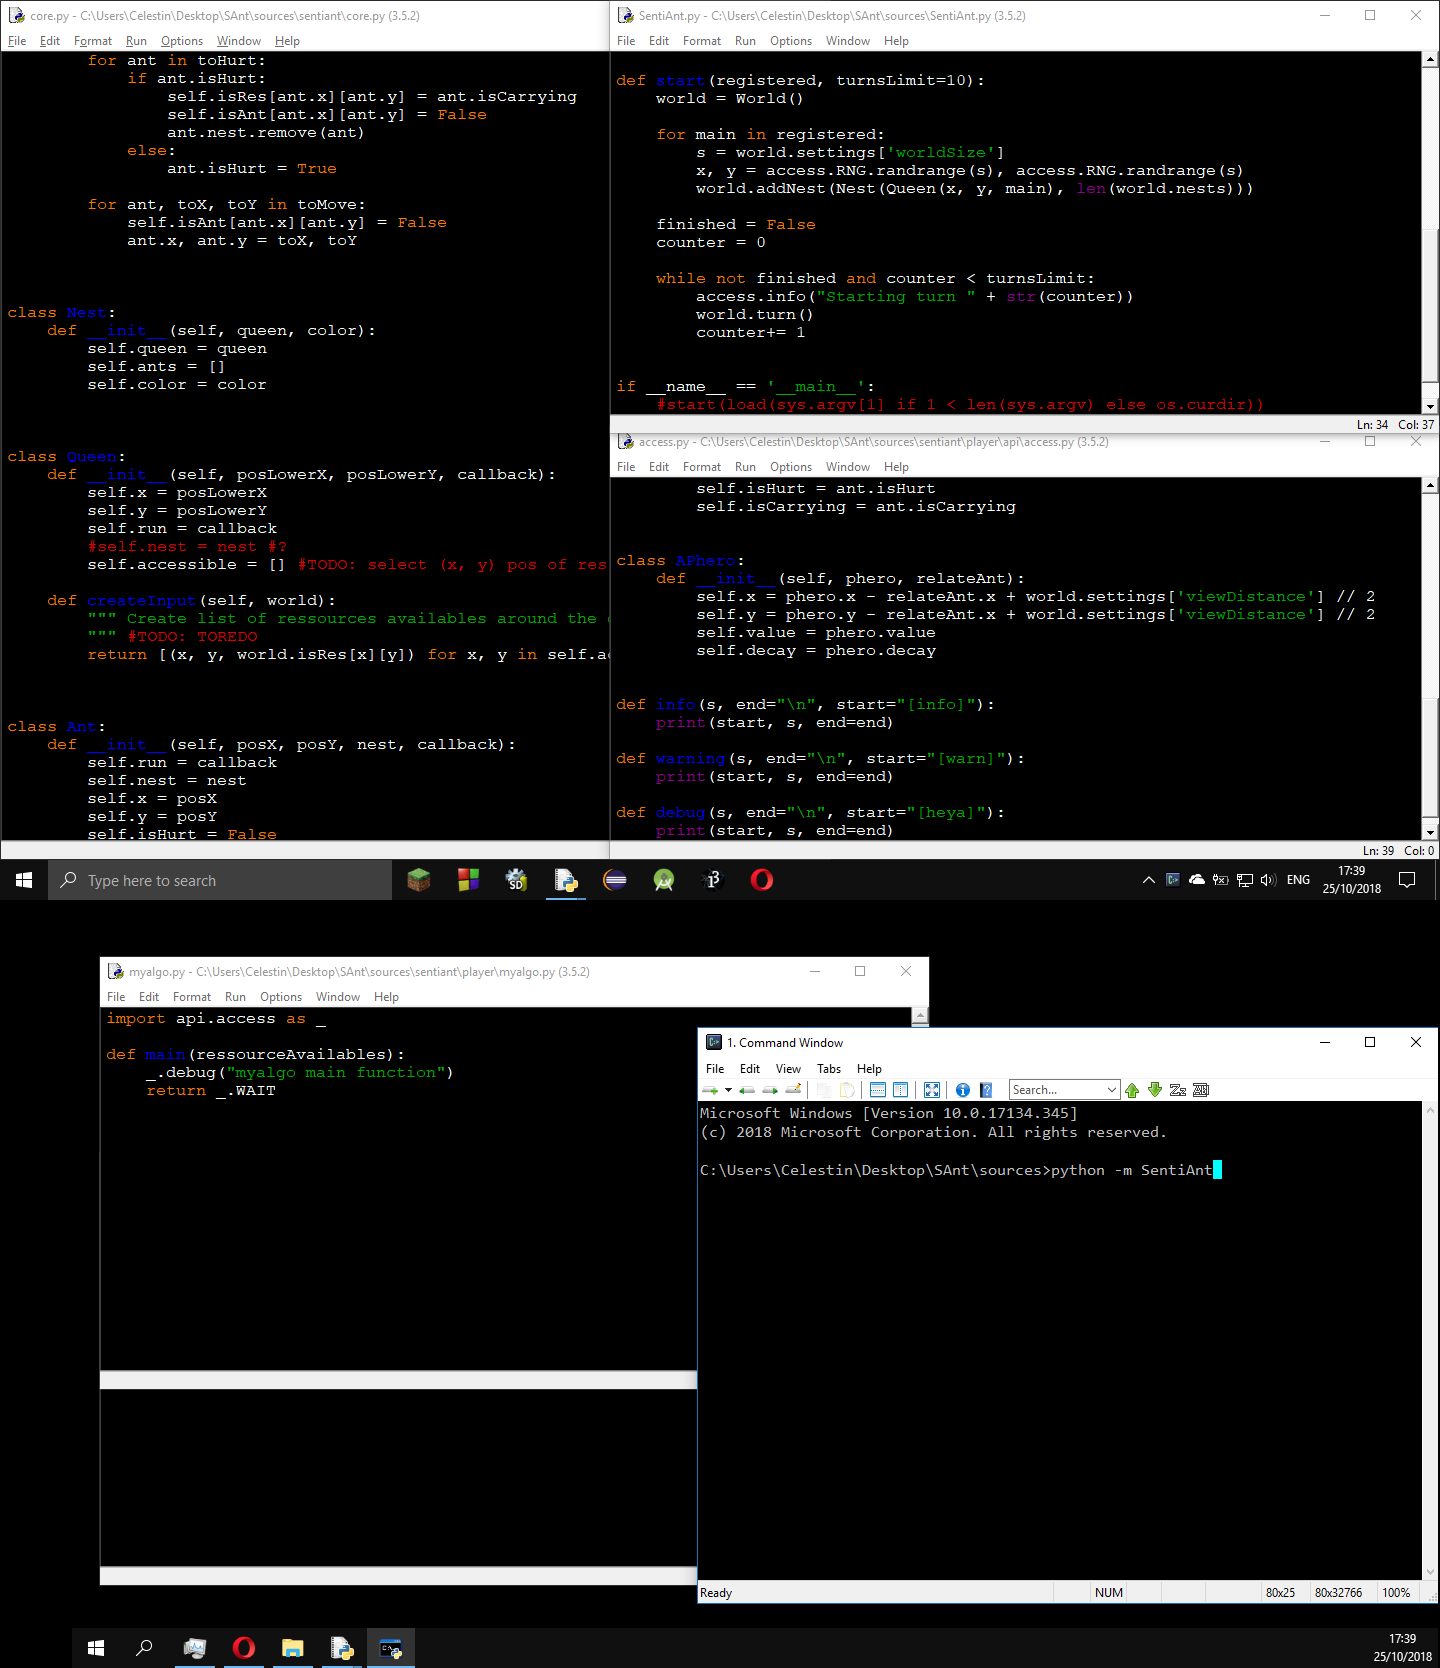 core.py - C:\Users\Celestin\Desktop\SAnt\sources\sentiant\core.py (3.5.2)
File Edit Format Run Options Window Help
        for ant in toHurt:
            if ant.isHurt:
                self.isRes[ant.x][ant.y] = ant.isCarrying
                self.isAnt[ant.x][ant.y] = False
                ant.nest.remove(ant)
            else:
                ant.isHurt = True
        for ant, toX, toY in toMove:
            self.isAnt[ant.x][ant.y] = False
            ant.x, ant.y = toX, toY
class Nest:
    def __init__(self, queen, color):
        self.queen = queen
        self.ants = []
        self.color = color
class Queen:
    def __init__(self, posLowerX, posLowerY, callback):
        self.x = posLowerX
        self.y = posLowerY
        self.run = callback
        #self.nest = nest #?
        self.accessible = [] #TODO: select (x, y) pos of res
    def createInput(self, world):
        """ Create list of ressources availables around the
        """ #TODO: TOREDO
        return [(x, y, world.isRes[x][y]) for x, y in self.ac
class Ant:
    def __init__(self, posX, posY, nest, callback):
        self.run = callback
        self.nest = nest
        self.x = posX
        self.y = posY
        self.isHurt = False
SentiAnt.py - C:\Users\Celestin\Desktop\SAnt\sources\SentiAnt.py (3.5.2)
File Edit Format Run Options Window Help
def start(registered, turnsLimit=10):
    world = World()
    for main in registered:
        s = world.settings['worldSize']
        x, y = access.RNG.randrange(s), access.RNG.randrange(s)
        world.addNest(Nest(Queen(x, y, main), len(world.nests)))
    finished = False
    counter = 0
    while not finished and counter < turnsLimit:
        access.info("Starting turn " + str(counter))
        world.turn()
        counter+= 1
if __name__ == '__main__':
    #start(load(sys.argv[1] if 1 < len(sys.argv) else os.curdir))
Ln: 34 Col: 37
access.py - C:\Users\Celestin\Desktop\SAnt\sources\sentiant\player\api\access.py (3.5.2)
File Edit Format Run Options Window Help
        self.isHurt = ant.isHurt
        self.isCarrying = ant.isCarrying
class APhero:
    def __init__(self, phero, relateAnt):
        self.x = phero.x - relateAnt.x + world.settings['viewDistance'] // 2
        self.y = phero.y - relateAnt.y + world.settings['viewDistance'] // 2
        self.value = phero.value
        self.decay = phero.decay
def info(s, end="\n", start="[info]"):
    print(start, s, end=end)
def warning(s, end="\n", start="[warn]"):
    print(start, s, end=end)
def debug(s, end="\n", start="[heya]"):
    print(start, s, end=end)
Ln: 39 Col: 0
Type here to search
SD
13
ENG
17:39
25/10/2018
myalgo.py - C:\Users\Celestin\Desktop\SAnt\sources\sentiant\player\myalgo.py (3.5.2)
File Edit Format Run Options Window Help
import api.access as _
def main(ressourceAvailables):
    _.debug("myalgo main function")
    return _.WAIT
1. Command Window
File Edit View Tabs Help
Search...
Microsoft Windows [Version 10.0.17134.345]
(c) 2018 Microsoft Corporation. All rights reserved.
C:\Users\Celestin\Desktop\SAnt\sources>python -m SentiAnt
Ready
NUM
80x25
80x32766
100%
17:39
25/10/2018